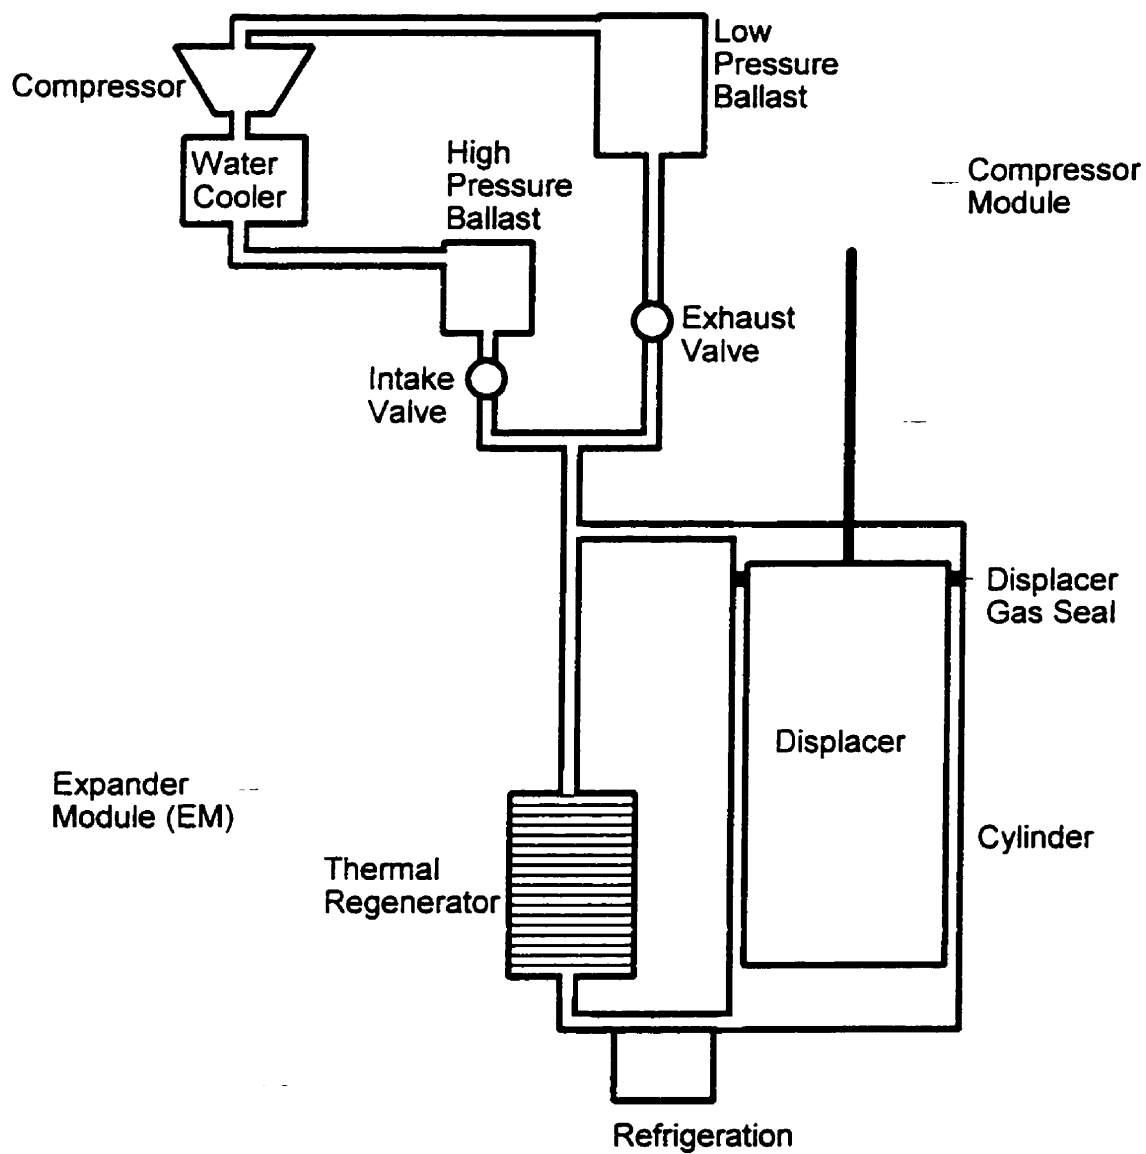 Low
Pressure
Ballast
Compressor
Water
Cooler
High
Pressure
Ballast
Compressor
Module
Exhaust
Valve
Intake
Valve
Displacer
Gas Seal
Displacer
Expander
Module (EM)
Cylinder
Thermal
Regenerator
Refrigeration